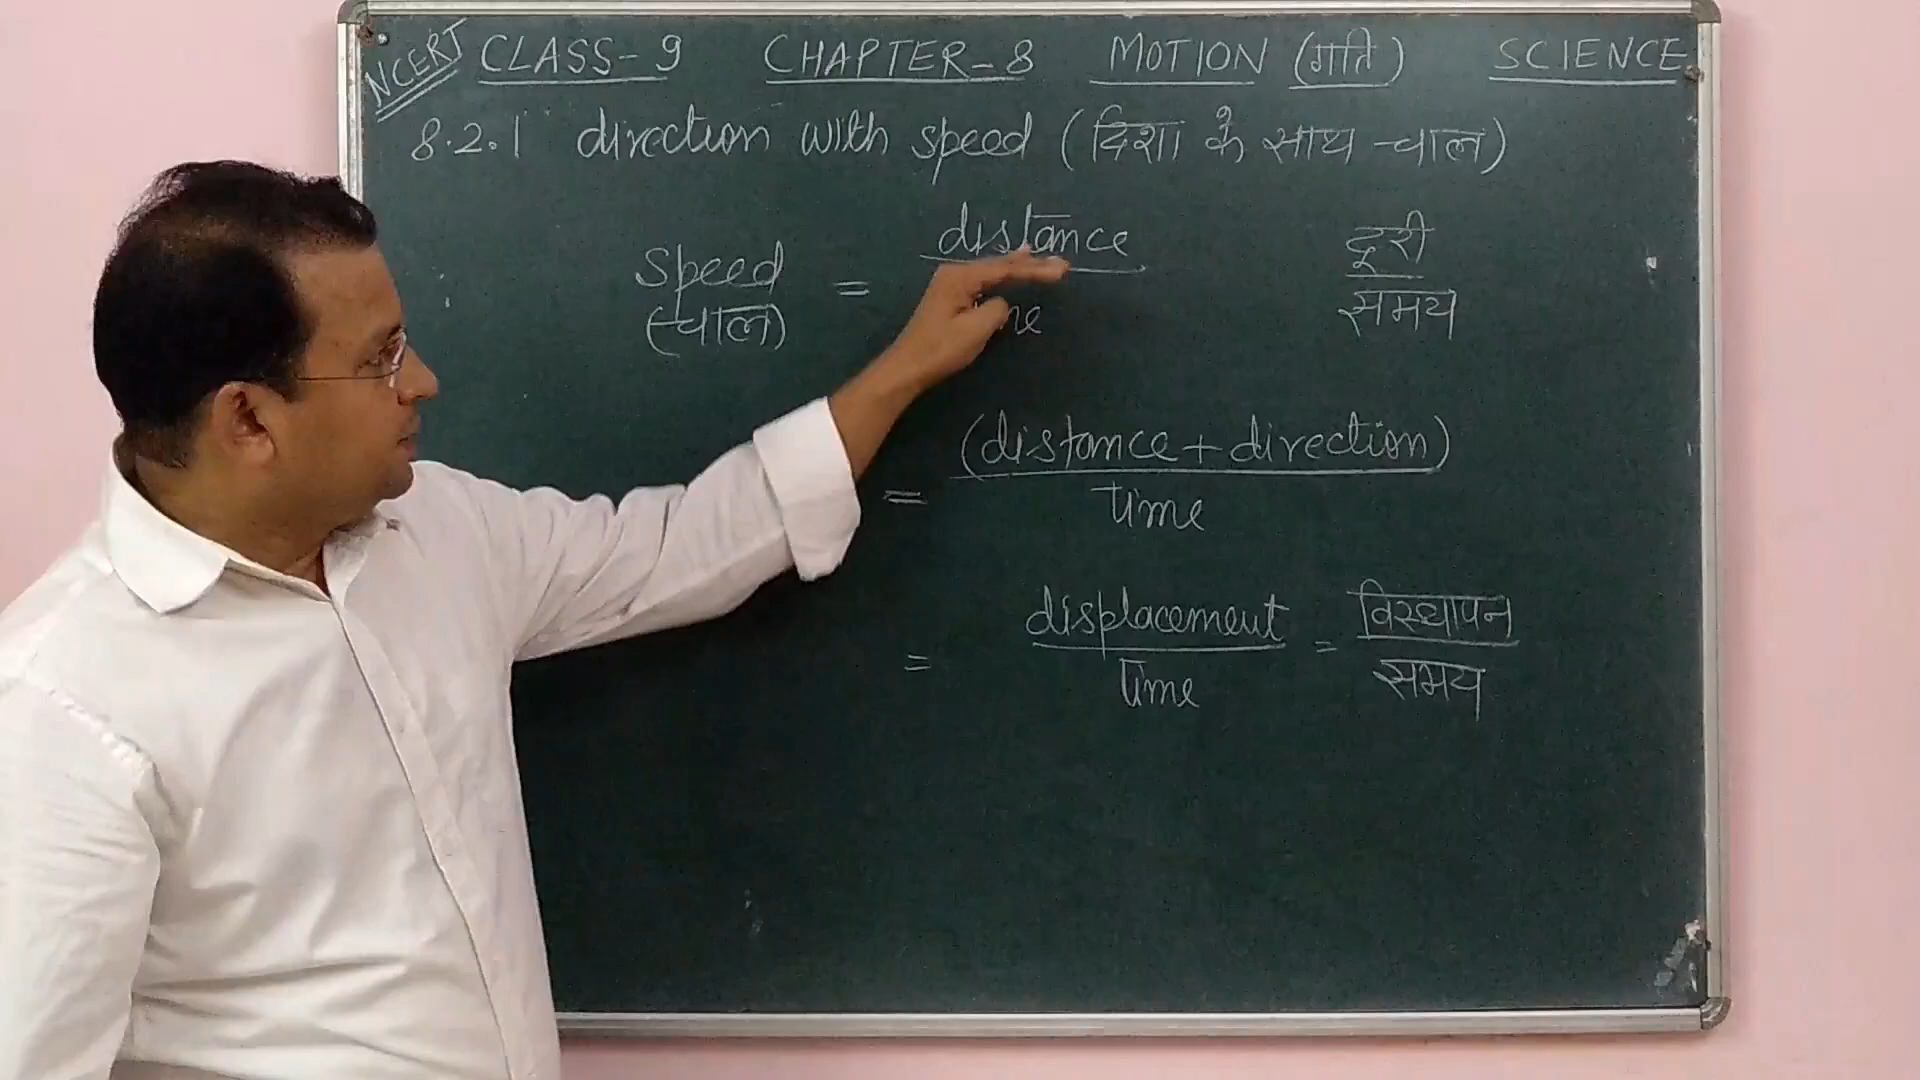 NCERT CLASS-9 CHAPTER-8 MOTION (गति) SCIENCE
8.2.1 direction with speed (दिशा के साथ चाल)
speed (चाल) = distance दूरी
समय
= (distance + direction)
time
= displacement = विस्थापन
time समय